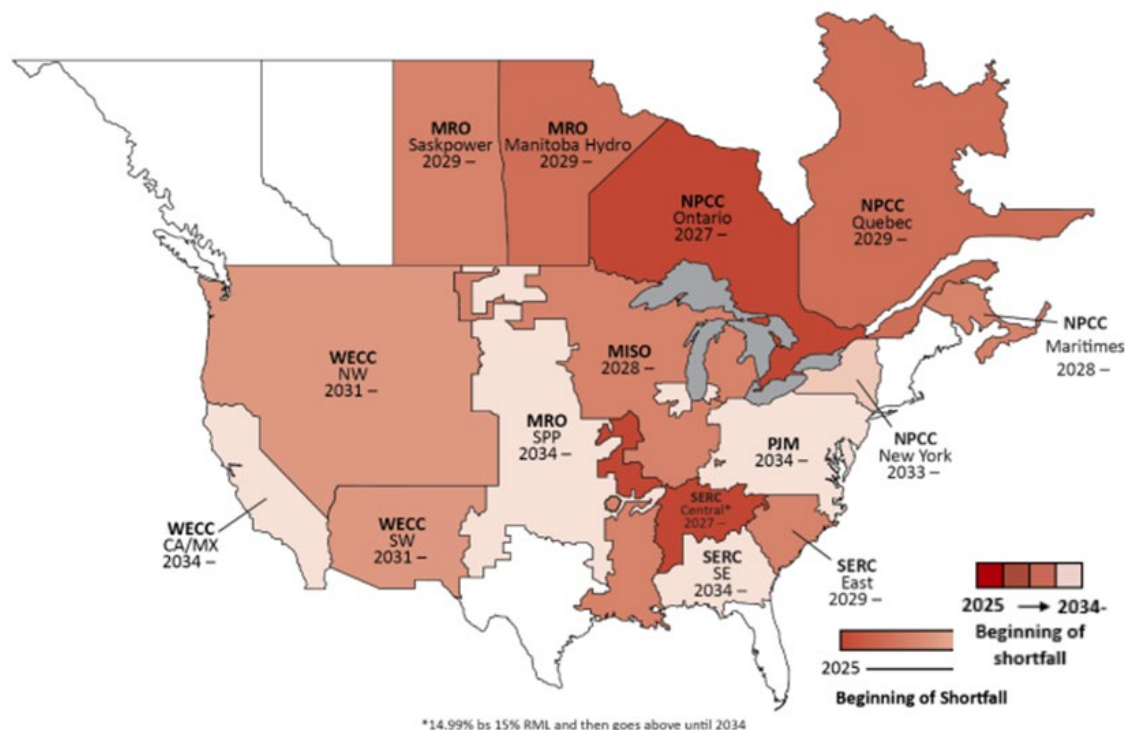 MRO
Saskpower
2029 –
MRO
Manitoba Hydro
2029 –
NPCC
Ontario
2027 –
NPCC
Quebec
2029 –
NPCC
Maritimes
2028 –
WECC
NW
2031 –
MISO
2028 –
MRO
SPP
2034 –
PJM
2034 –
NPCC
New York
2033 –
WECC
CA/MX
2034 –
WECC
SW
2031 –
SERC
Central*
2027 –
SERC
SE
2034 –
SERC
East
2029 –
2025 → 2034-
Beginning of
shortfall
2025
Beginning of Shortfall
*14.99% bs 15% RML and then goes above until 2034